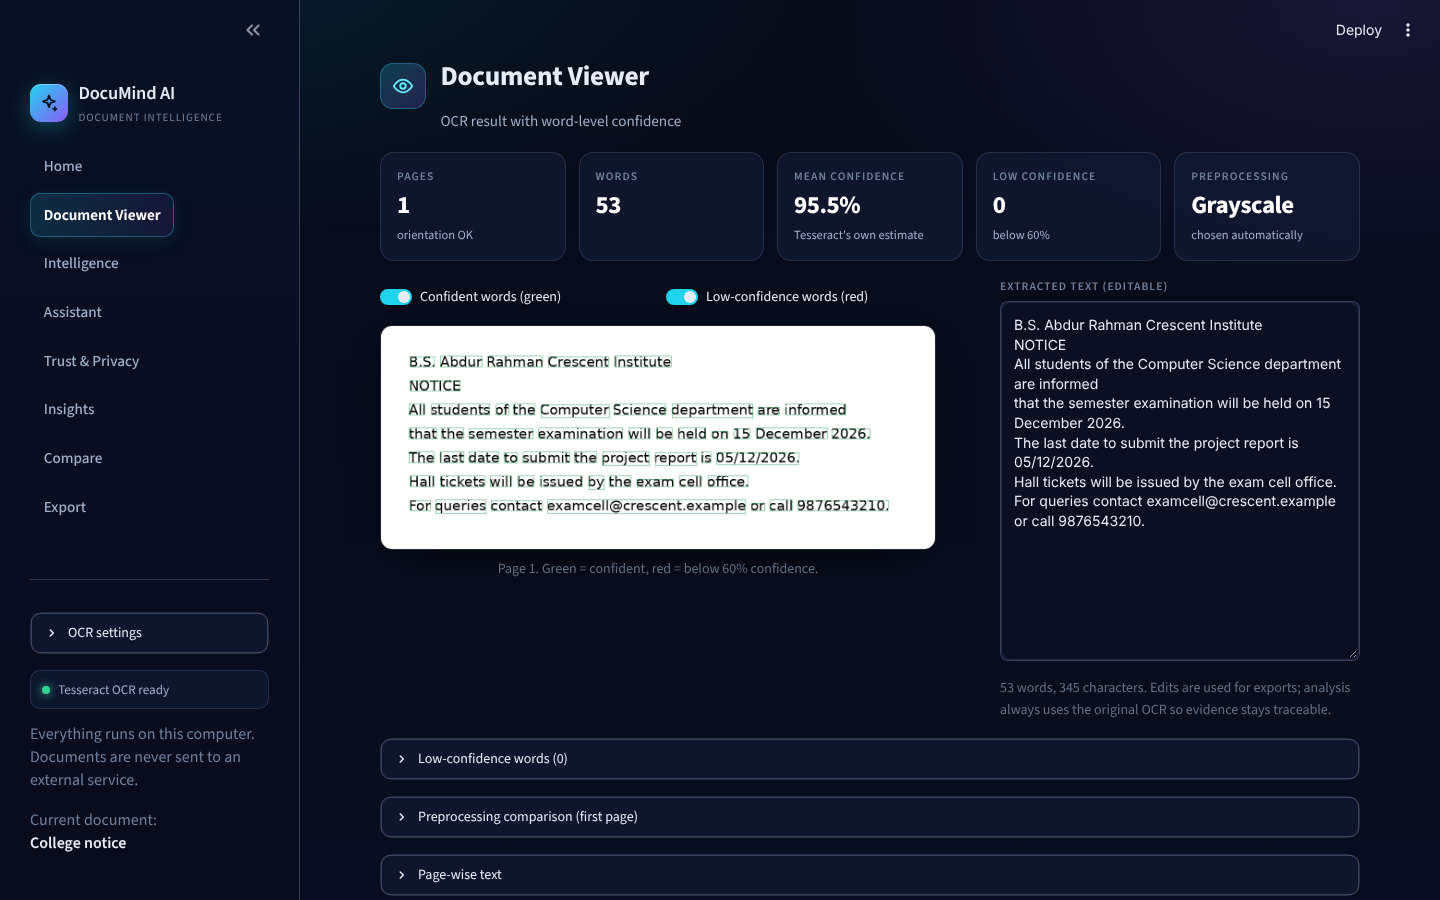 Deploy
DocuMind AI
DOCUMENT INTELLIGENCE
Home
Document Viewer
Intelligence
Assistant
Trust & Privacy
Insights
Compare
Export
OCR settings
Tesseract OCR ready
Everything runs on this computer.
Documents are never sent to an
external service.
Current document:
College notice
Document Viewer
OCR result with word-level confidence
PAGES
1
orientation OK
WORDS
53
MEAN CONFIDENCE
95.5%
Tesseract's own estimate
LOW CONFIDENCE
0
below 60%
PREPROCESSING
Grayscale
chosen automatically
Confident words (green)
Low-confidence words (red)
B.S. Abdur Rahman Crescent Institute
NOTICE
All students of the Computer Science department are informed
that the semester examination will be held on 15 December 2026.
The last date to submit the project report is 05/12/2026.
Hall tickets will be issued by the exam cell office.
For queries contact examcell@crescent.example or call 9876543210.
Page 1. Green = confident, red = below 60% confidence.
EXTRACTED TEXT (EDITABLE)
B.S. Abdur Rahman Crescent Institute
NOTICE
All students of the Computer Science department
are informed
that the semester examination will be held on 15
December 2026.
The last date to submit the project report is
05/12/2026.
Hall tickets will be issued by the exam cell office.
For queries contact examcell@crescent.example
or call 9876543210.
53 words, 345 characters. Edits are used for exports; analysis
always uses the original OCR so evidence stays traceable.
Low-confidence words (0)
Preprocessing comparison (first page)
Page-wise text